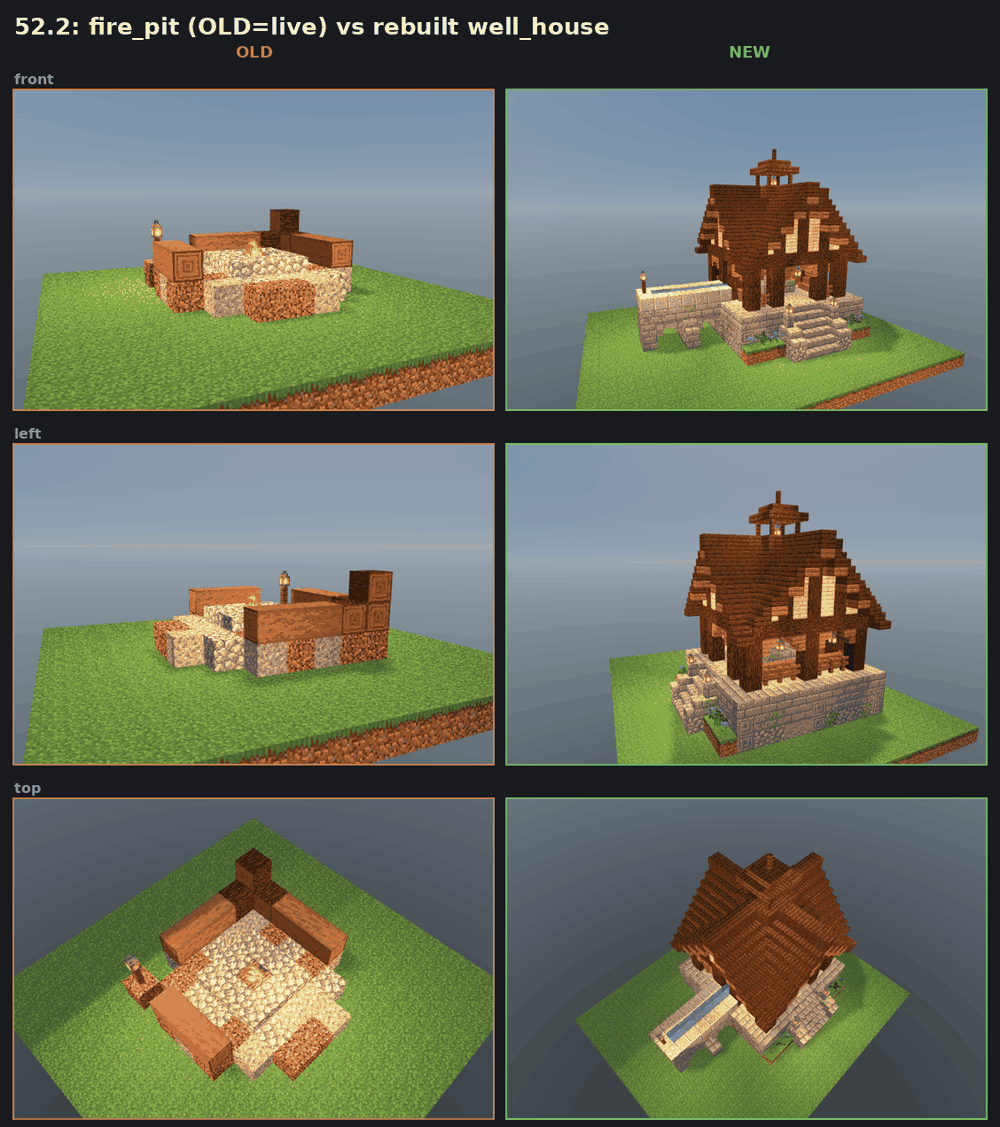 52.2: fire_pit (OLD=live) vs rebuilt well_house
OLD
NEW
front
left
top